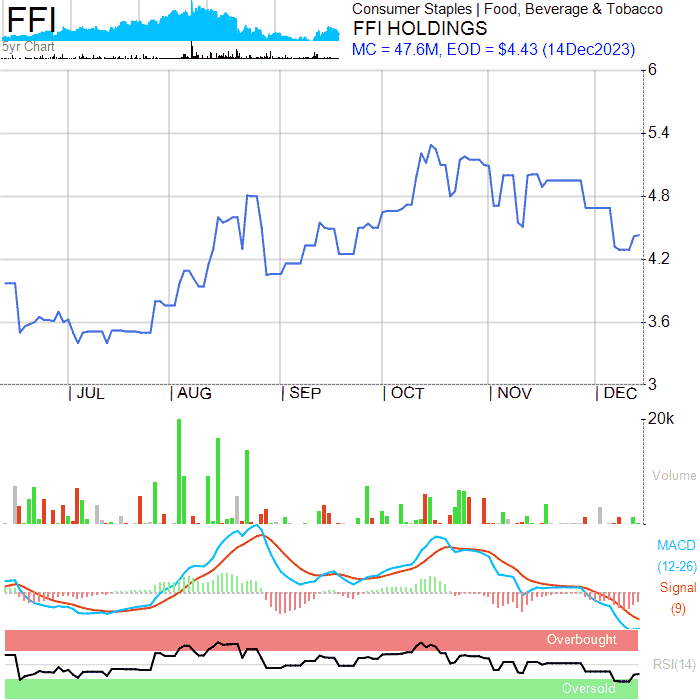 FFI
5yr Chart
Consumer Staples | Food, Beverage & Tobacco
FFI HOLDINGS
MC = 47.6M, EOD = $4.43 (14Dec2023)
6
5.4
4.8
4.2
3.6
3
JUL AUG SEP OCT NOV DEC
20k
Volume
MACD
(12-26)
Signal
(9)
Overbought
RSI(14)
Oversold